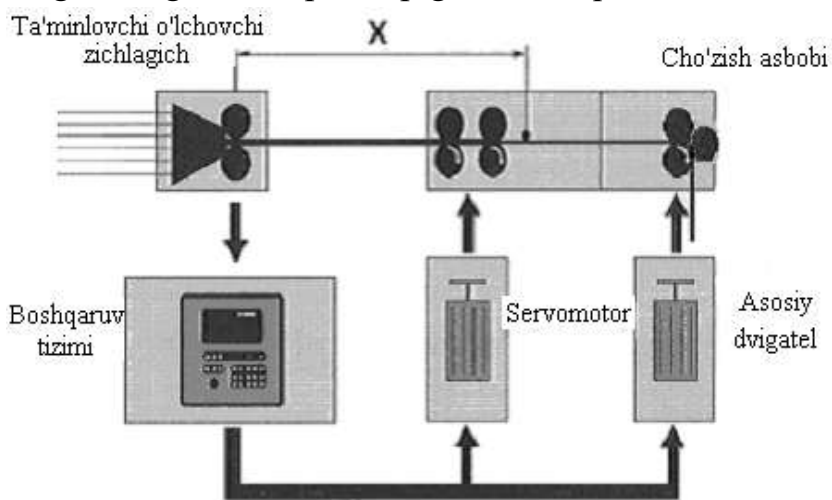 Ta'minlovchi o'lchovchi
zichlagich
X
Cho'zish asbobi
Boshqaruv
tizimi
Servomotor
Asosiy
dvigatel